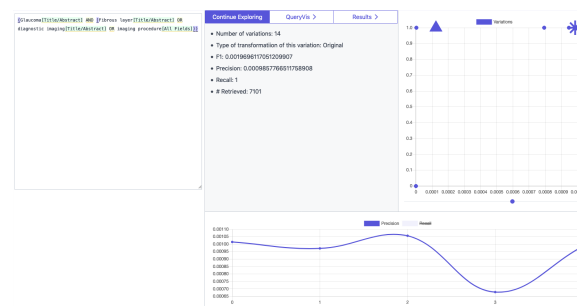 (Glaucoma[Title/Abstract] AND (Fibrous layer[Title/Abstract] OR
diagnostic imaging[Title/Abstract] OR imaging procedure[All Fields]))
Continue Exploring
QueryVis >
Results >
• Number of variations: 14
• Type of transformation of this variation: Original
• F1: 0.0019696117051209907
• Precision: 0.0009857766511758908
• Recall: 1
• # Retrieved: 7101
Variations
1.0
0.9
0.8
0.7
0.6
0.5
0.4
0.3
0.2
0.1
0
0 0.0001 0.0002 0.0003 0.0004 0.0005 0.0006 0.0007 0.0008 0.0009
Precision Recall
0.00110
0.00105
0.00100
0.00095
0.00090
0.00085
0.00080
0.00075
0.00070
0.00065
0 1 2 3